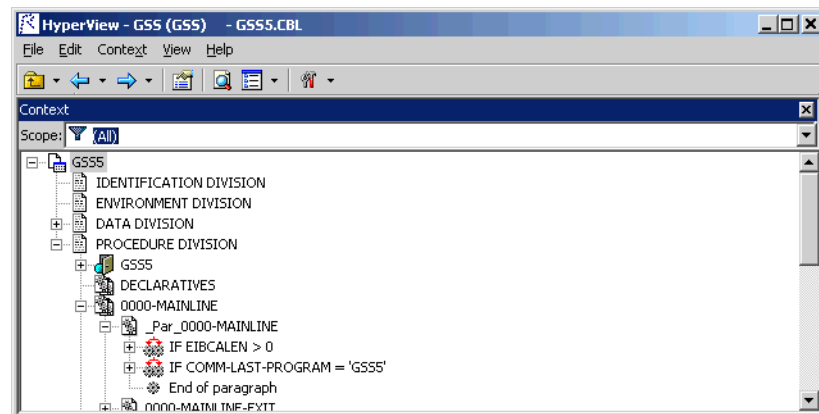 HyperView - GSS (GSS) - GSS5.CBL
File Edit Context View Help
Context
Scope: (All)
GSS5
IDENTIFICATION DIVISION
ENVIRONMENT DIVISION
DATA DIVISION
PROCEDURE DIVISION
GSS5
DECLARATIVES
0000-MAINLINE
_Par_0000-MAINLINE
IF EIBCALEN > 0
IF COMM-LAST-PROGRAM = 'GSS5'
End of paragraph
0000-MAINLINE-EXIT